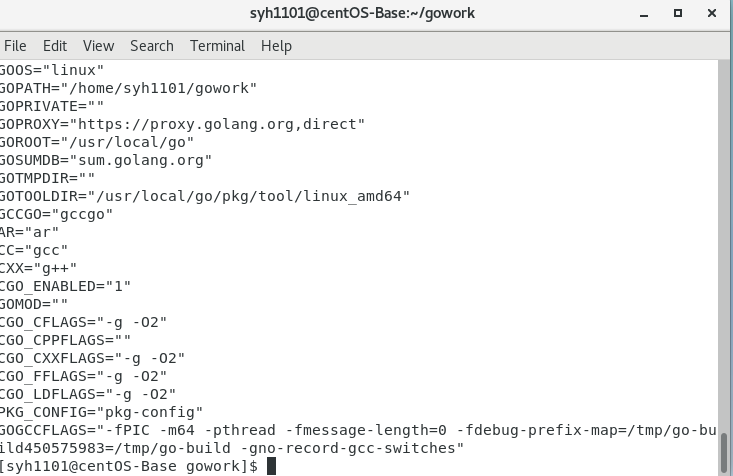 syh1101@centOS-Base:~/gowork
File Edit View Search Terminal Help
GOOS="linux"
GOPATH="/home/syh1101/gowork"
GOPRIVATE=""
GOPROXY="https://proxy.golang.org,direct"
GOROOT="/usr/local/go"
GOSUMDB="sum.golang.org"
GOTMPDIR=""
GOTOOLDIR="/usr/local/go/pkg/tool/linux_amd64"
GCCGO="gccgo"
AR="ar"
CC="gcc"
CXX="g++"
CGO_ENABLED="1"
GOMOD=""
CGO_CFLAGS="-g -O2"
CGO_CPPFLAGS=""
CGO_CXXFLAGS="-g -O2"
CGO_FFLAGS="-g -O2"
CGO_LDFLAGS="-g -O2"
PKG_CONFIG="pkg-config"
GOGCCFLAGS="-fPIC -m64 -pthread -fmessage-length=0 -fdebug-prefix-map=/tmp/go-bu
ild450575983=/tmp/go-build -gno-record-gcc-switches"
[syh1101@centOS-Base gowork]$